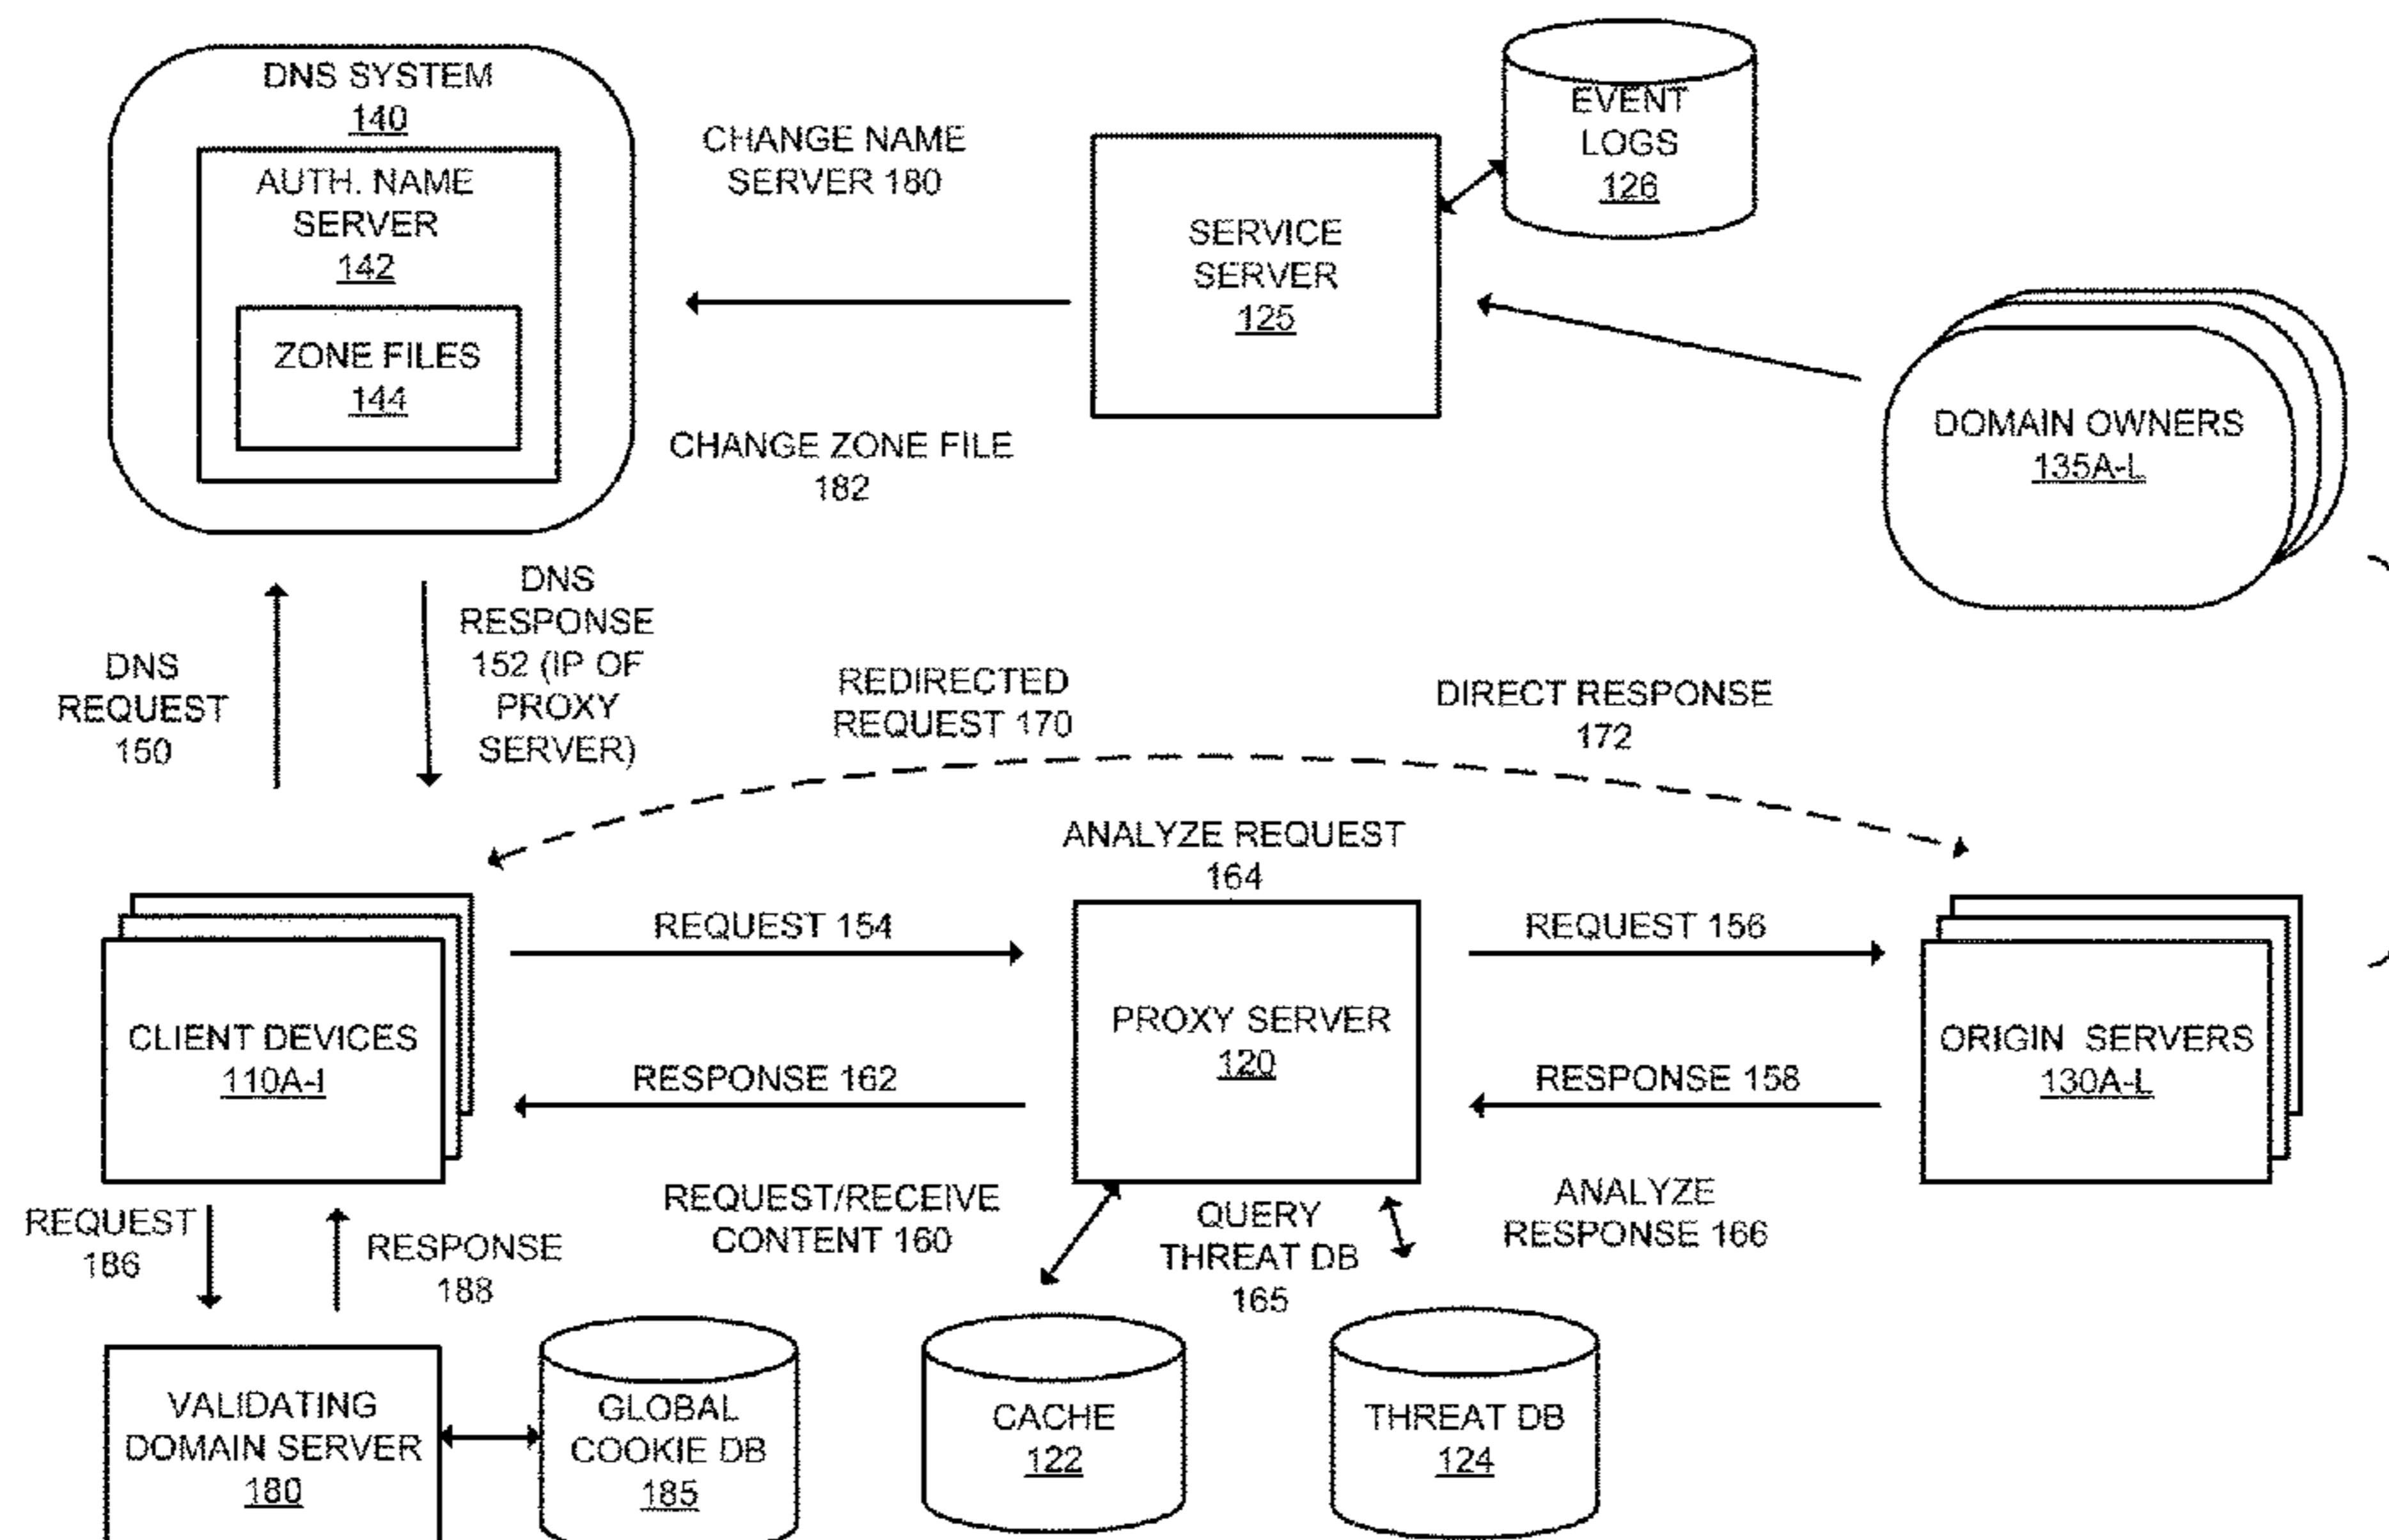 DNS SYSTEM
140
AUTH. NAME
SERVER
142
ZONE FILES
144
CHANGE NAME
SERVER 180
CHANGE ZONE FILE
182
SERVICE
SERVER
125
EVENT
LOGS
126
DOMAIN OWNERS
135A-L
DNS
REQUEST
150
DNS
RESPONSE
152 (IP OF
PROXY
SERVER)
REDIRECTED
REQUEST 170
DIRECT RESPONSE
172
ANALYZE REQUEST
164
CLIENT DEVICES
110A-I
REQUEST 154
RESPONSE 162
PROXY SERVER
120
REQUEST 156
RESPONSE 158
ORIGIN SERVERS
130A-L
REQUEST
186
RESPONSE
188
REQUEST/RECEIVE
CONTENT 160
QUERY
THREAT DB
165
ANALYZE
RESPONSE 166
VALIDATING
DOMAIN SERVER
180
GLOBAL
COOKIE DB
185
CACHE
122
THREAT DB
124